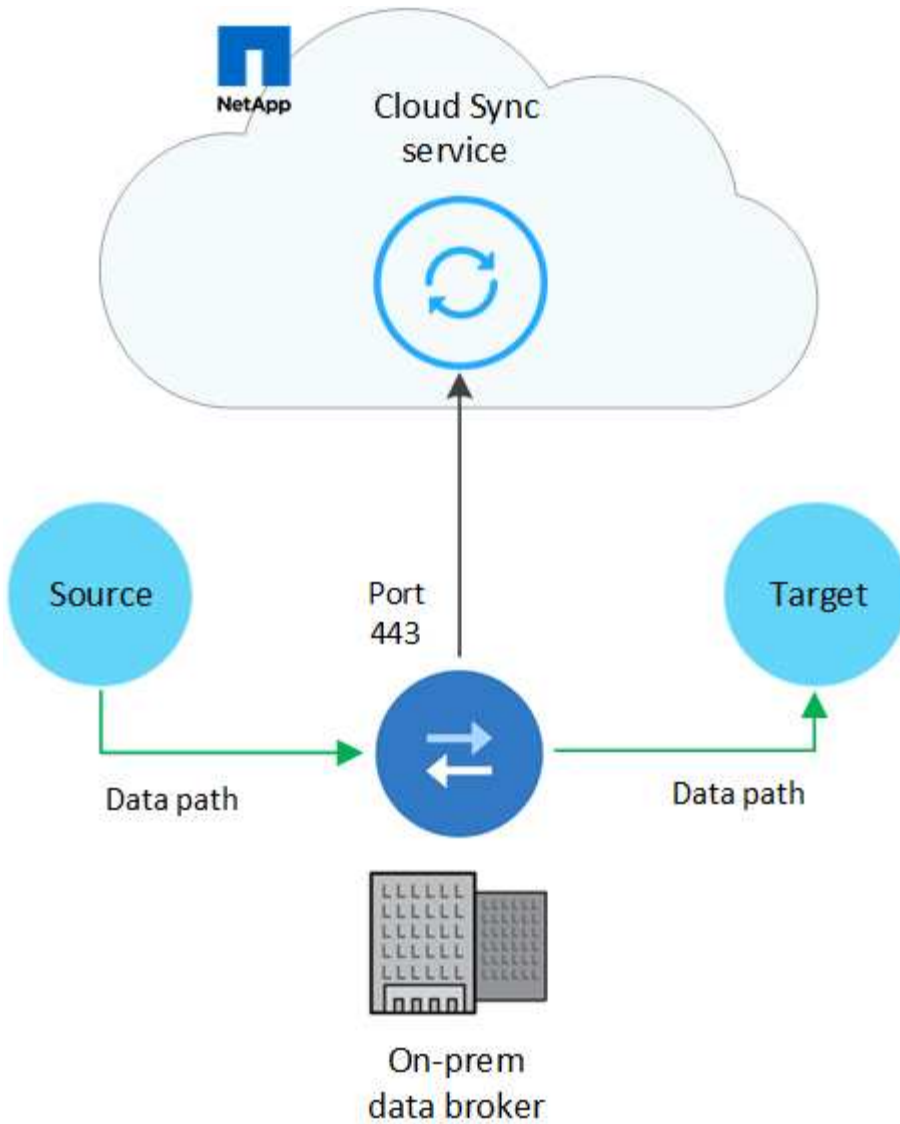 NetApp
Cloud Sync
service
Source
Port
443
Target
Data path
Data path
On-prem
data broker